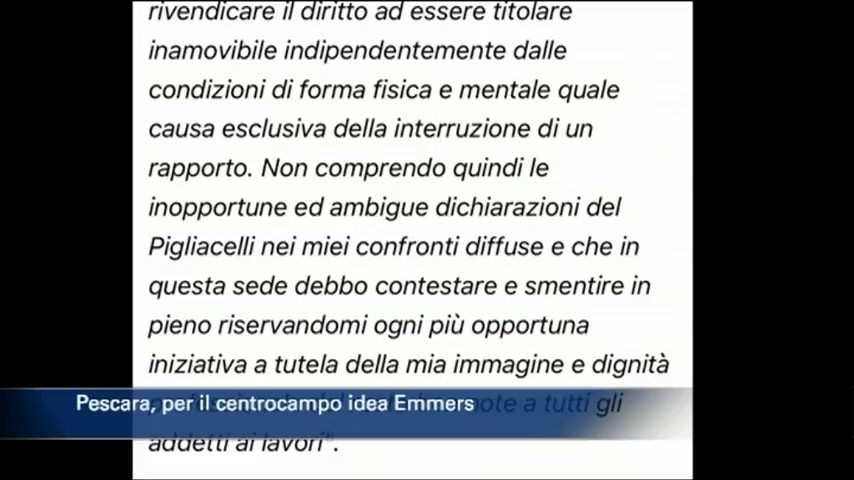 rivendicare il diritto ad essere titolare
inamovibile indipendentemente dalle
condizioni di forma fisica e mentale quale
causa esclusiva della interruzione di un
rapporto. Non comprendo quindi le
inopportune ed ambigue dichiarazioni del
Pigliacelli nei miei confronti diffuse e che in
questa sede debbo contestare e smentire in
pieno riservandomi ogni più opportuna
iniziativa a tutela della mia immagine e dignità
Pescara, per il centrocampo idea Emmers
note a tutti gli
addetti ai lavori".